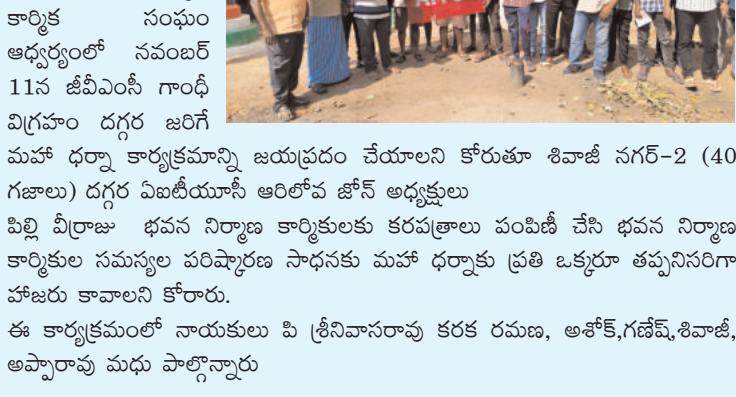 కార్మిక సంఘం
ఆధ్వర్యంలో నవంబర్
11న జీవీఎంసీ గాంధీ
విగ్రహం దగ్గర జరిగే
మహా ధర్నా కార్యక్రమాన్ని జయప్రదం చేయాలని కోరుతూ శివాజీ నగర్-2 (40
గజాలు) దగ్గర ఏఐటీయూసీ ఆరిలోవ జోన్ అధ్యక్షులు
పిల్లి వీర్రాజు భవన నిర్మాణ కార్మికులకు కరపత్రాలు పంపిణీ చేసి భవన నిర్మాణ
కార్మికుల సమస్యల పరిష్కారణ సాధనకు మహా ధర్నాకు ప్రతి ఒక్కరూ తప్పనిసరిగా
హాజరు కావాలని కోరారు.
ఈ కార్యక్రమంలో నాయకులు పి శ్రీనివాసరావు కరక రమణ, అశోక్,గణేష్,శివాజీ,
అప్పారావు మధు పాల్గొన్నారు